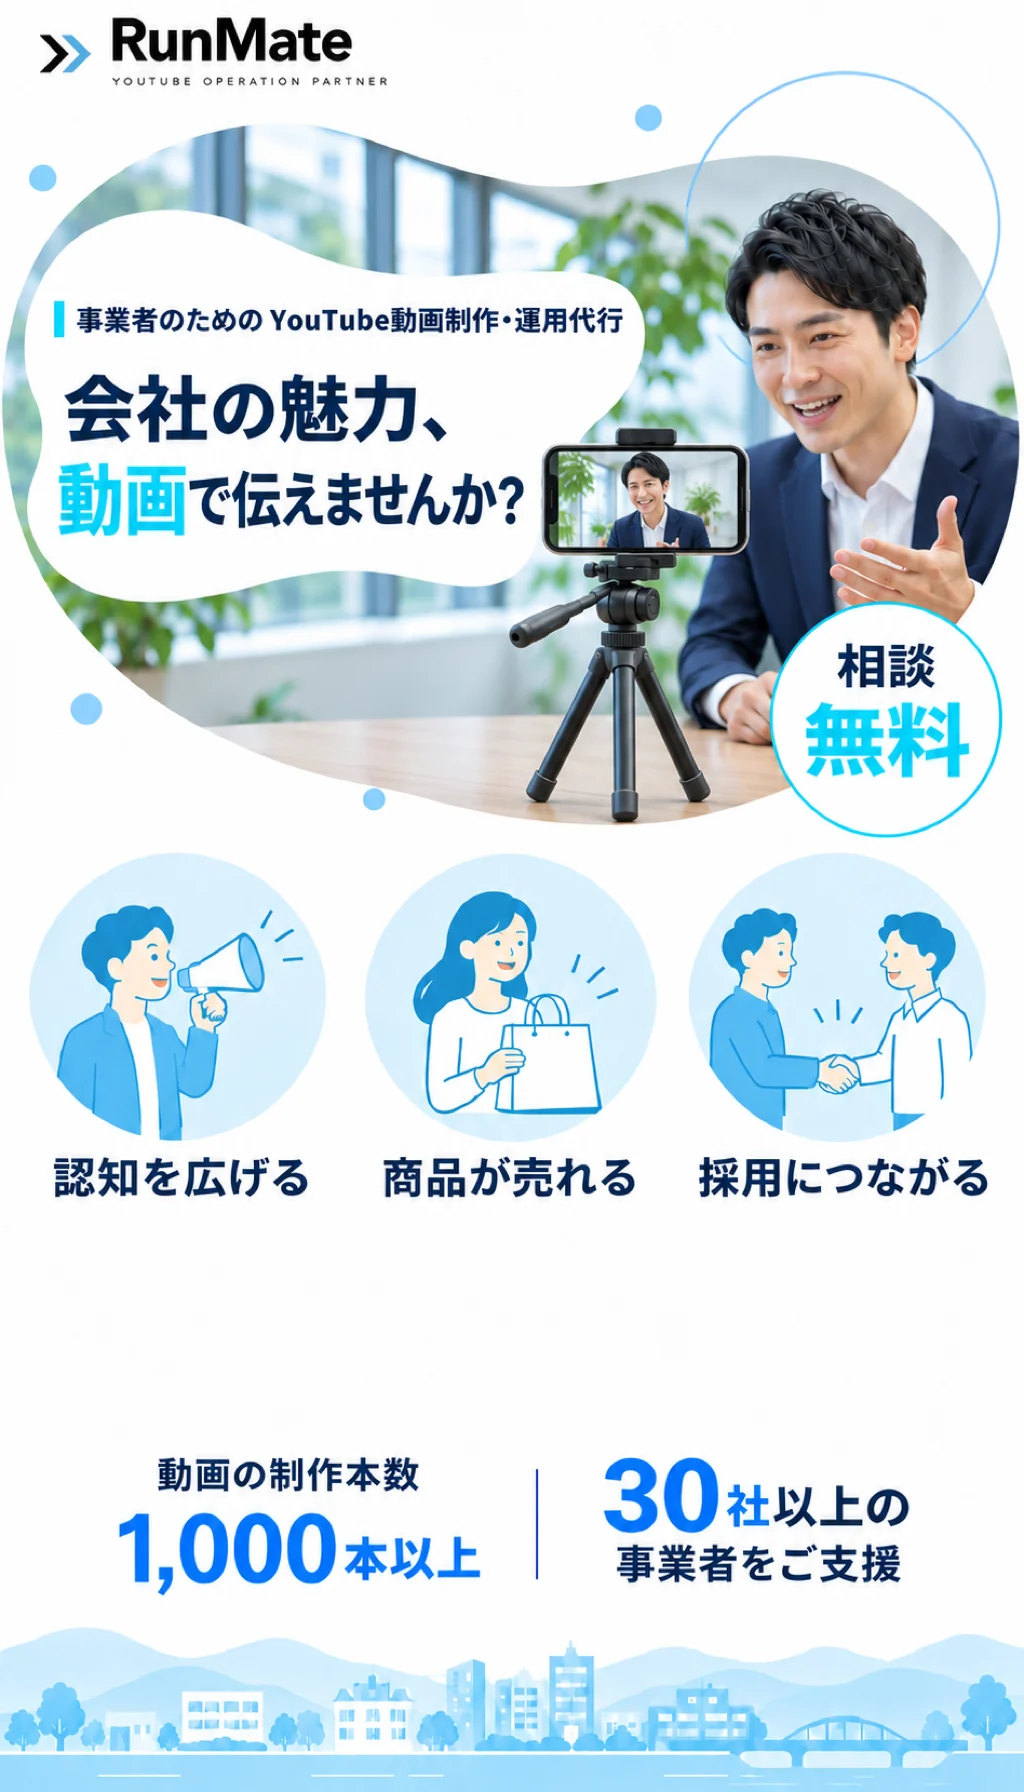 RunMate
YOUTUBE OPERATION PARTNER
事業者のための YouTube動画制作・運用代行
会社の魅力、
動画で伝えませんか?
相談
無料
認知を広げる
商品が売れる
採用につながる
動画の制作本数
1,000本以上
30社以上の
事業者をご支援